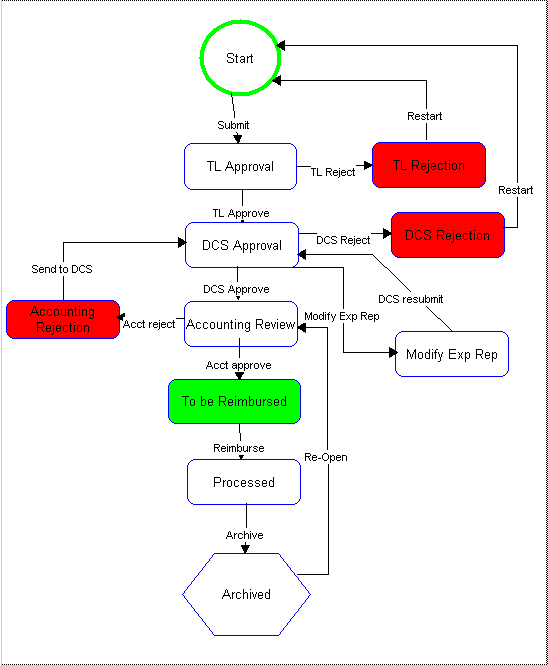 Start
Restart
Submit
TL Approval
TL Reject
TL Rejection
Restart
TL Approve
DCS Approval
DCS Reject
DCS Rejection
Send to DCS
DCS Approve
DCS resubmit
Accounting
Rejection
Acct reject
Accounting Review
Modify Exp Rep
Modify Exp Rep
Acct approve
To be Reimbursed
Reimburse
Re-Open
Processed
Archive
Archived